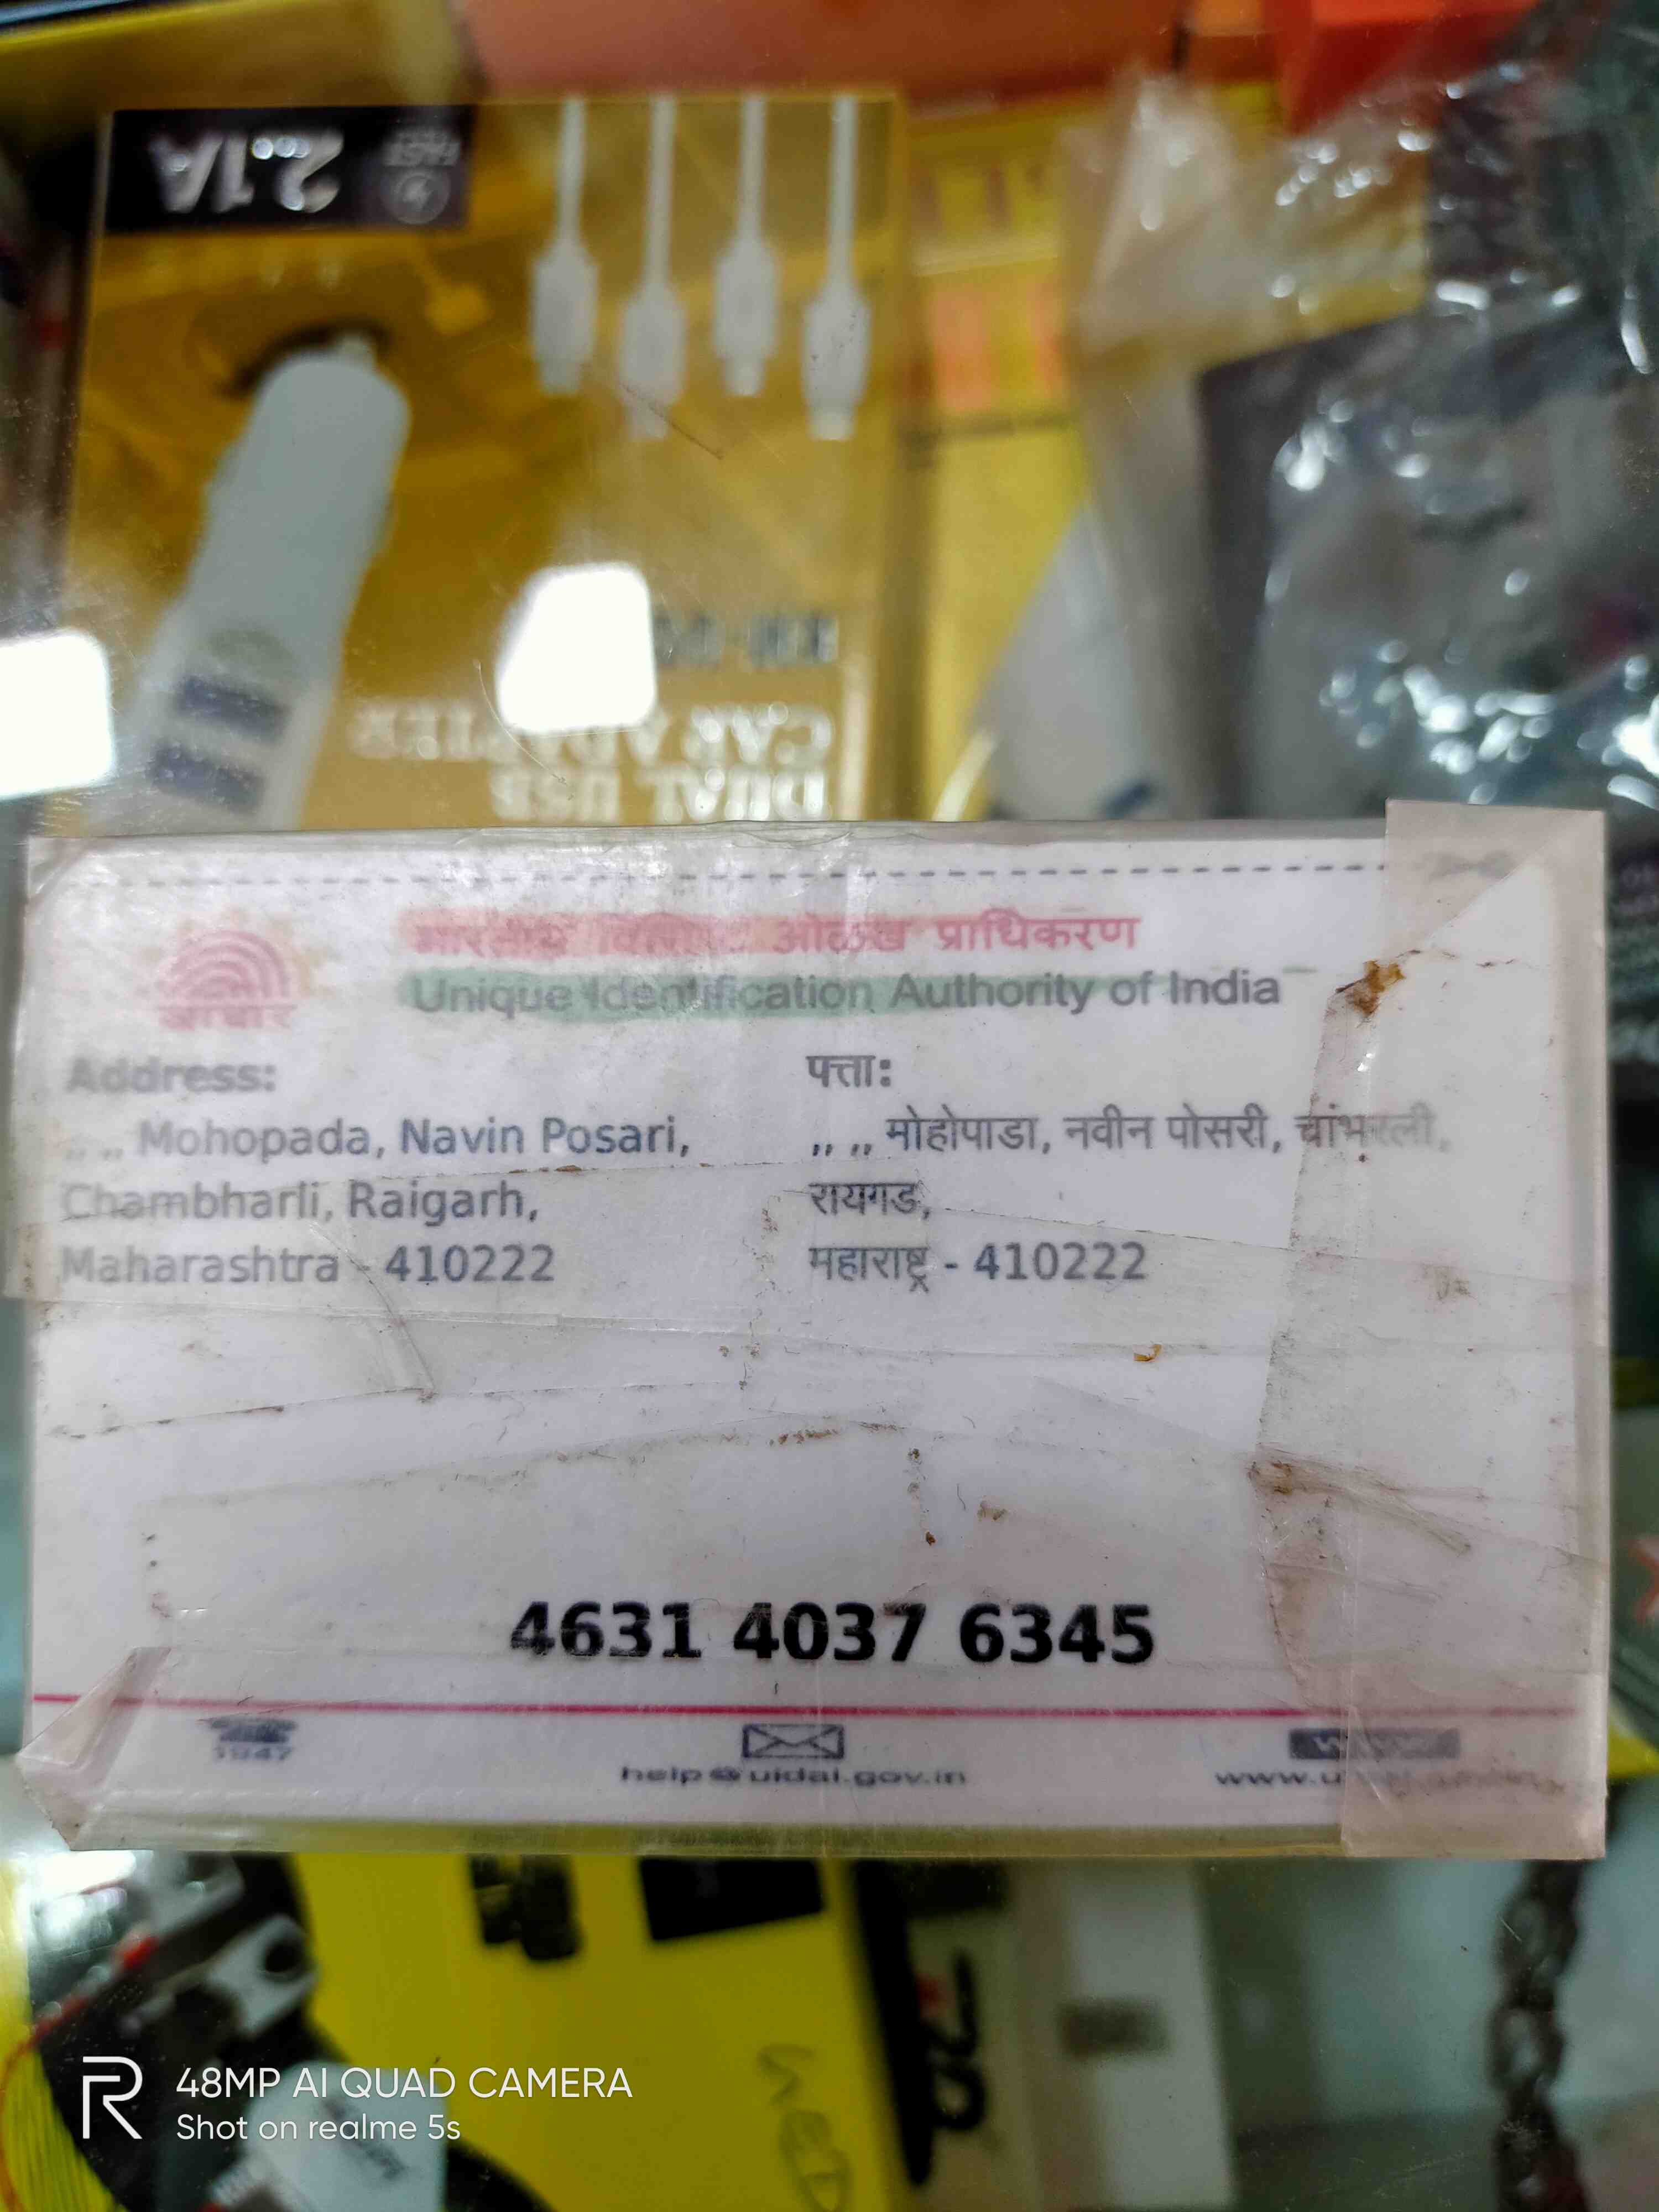 2.1A
FAST
CAR ADAPTER
DUAL USB
भारतीय विशिष्ट ओळख प्राधिकरण
Unique Identification Authority of India
आधार
Address:
,, ,, Mohopada, Navin Posari,
Chambharli, Raigarh,
Maharashtra - 410222
पत्ता:
,, ,, मोहोपाडा, नवीन पोसरी, चांभरली,
रायगड,
महाराष्ट्र - 410222
4631 4037 6345
1947
help@uidai.gov.in
www
48MP AI QUAD CAMERA
Shot on realme 5s